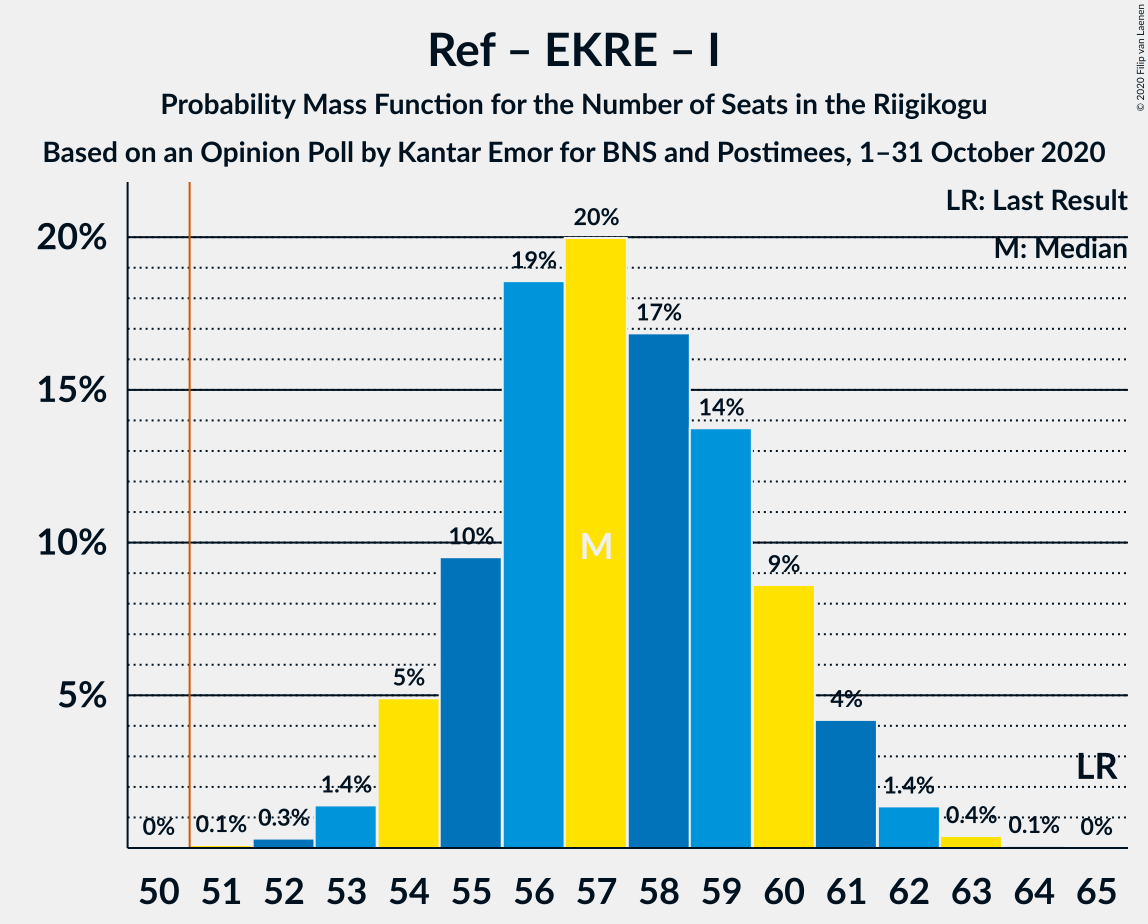 Ref – EKRE – I
Probability Mass Function for the Number of Seats in the Riigikogu
Based on an Opinion Poll by Kantar Emor for BNS and Postimees, 1–31 October 2020
© 2020 Filip van Laenen
LR: Last Result
M: Median
20%
15%
10%
5%
0%
0.1%
0.3%
1.4%
5%
10%
19%
20%
17%
14%
9%
4%
1.4%
0.4%
0.1%
0%
M
LR
50 51 52 53 54 55 56 57 58 59 60 61 62 63 64 65